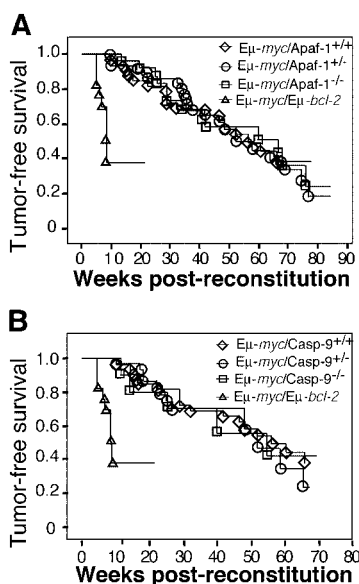 A
Tumor-free survival
1.0
0.8
0.6
0.4
0.2
0
Eμ-myc/Apaf-1+/+
Eμ-myc/Apaf-1+/-
Eμ-myc/Apaf-1-/-
Eμ-myc/Eμ-bcl-2
0 10 20 30 40 50 60 70 80 90
Weeks post-reconstitution
B
Tumor-free survival
1.0
0.8
0.6
0.4
0.2
0
Eμ-myc/Casp-9+/+
Eμ-myc/Casp-9+/-
Eμ-myc/Casp-9-/-
Eμ-myc/Eμ-bcl-2
0 10 20 30 40 50 60 70 80
Weeks post-reconstitution